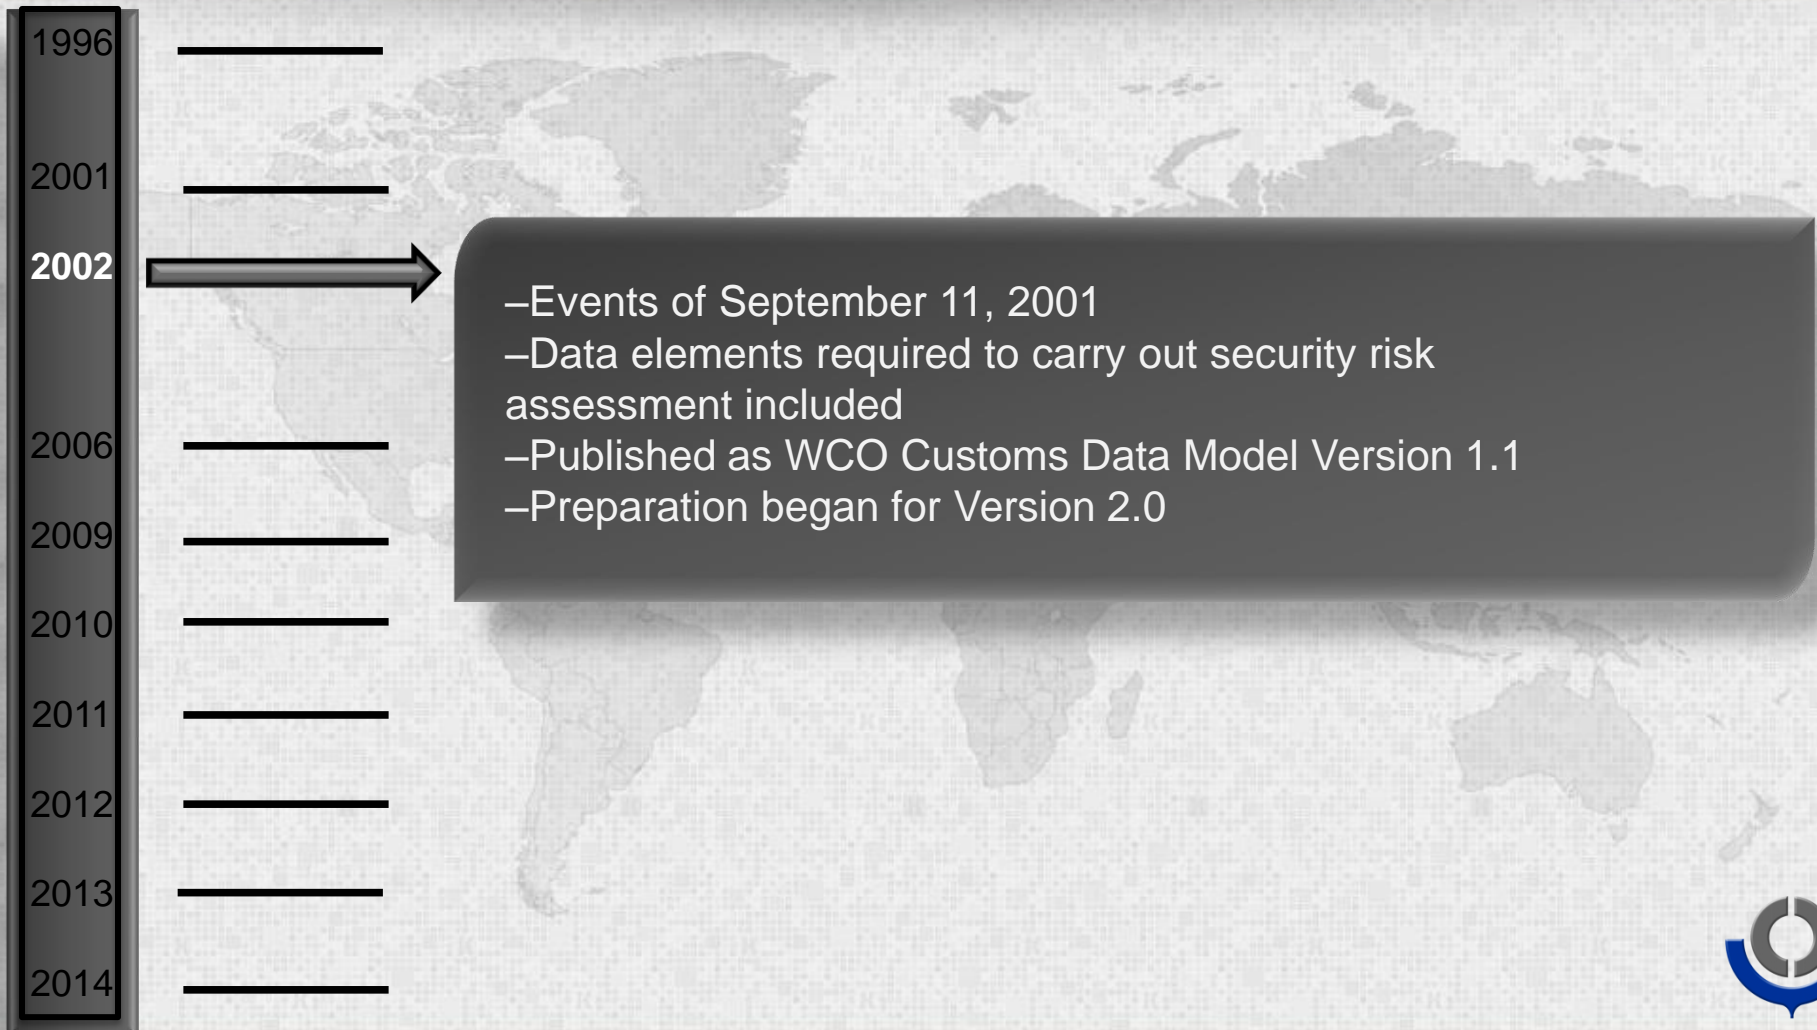 1996
2001
2002
–Events of September 11, 2001
–Data elements required to carry out security risk
assessment included
–Published as WCO Customs Data Model Version 1.1
–Preparation began for Version 2.0
2006
2009
2010
2011
2012
2013
2014